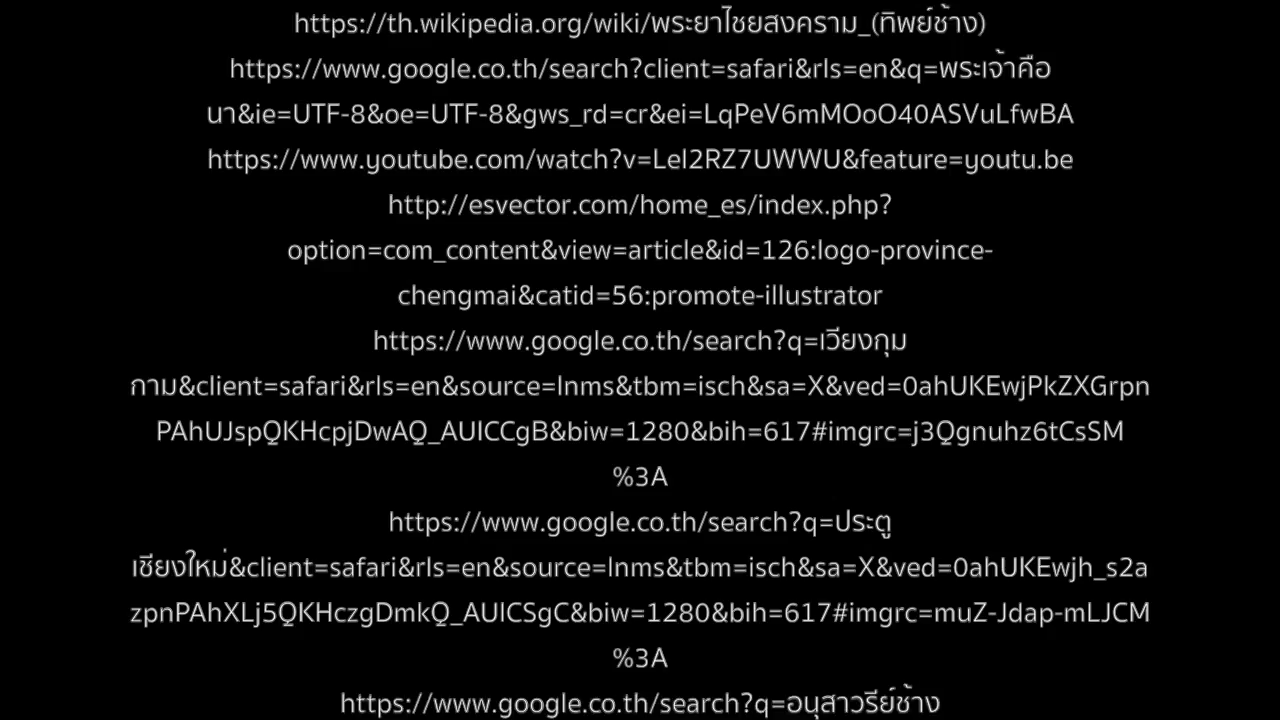 https://th.wikipedia.org/wiki/พระยาไชยสงคราม_(ทิพย์ช้าง)
https://www.google.co.th/search?client=safari&rls=en&q=พระเจ้าคือ
นา&ie=UTF-8&oe=UTF-8&gws_rd=cr&ei=LqPeV6mMOoO40ASVuLfwBA
https://www.youtube.com/watch?v=LeI2RZ7UWWU&feature=youtu.be
http://esvector.com/home_es/index.php?
option=com_content&view=article&id=126:logo-province-
chengmai&catid=56:promote-illustrator
https://www.google.co.th/search?q=เวียงกุม
กาม&client=safari&rls=en&source=lnms&tbm=isch&sa=X&ved=0ahUKEwjPkZXGrpn
PAhUJspQKHcpjDwAQ_AUICCgB&biw=1280&bih=617#imgrc=j3Qgnuhz6tCsSM
%3A
https://www.google.co.th/search?q=ประตู
เชียงใหม่&client=safari&rls=en&source=lnms&tbm=isch&sa=X&ved=0ahUKEwjh_s2a
zpnPAhXLj5QKHczgDmkQ_AUICSgC&biw=1280&bih=617#imgrc=muZ-Jdap-mLJCM
%3A
https://www.google.co.th/search?q=อนุสาวรีย์ช้าง